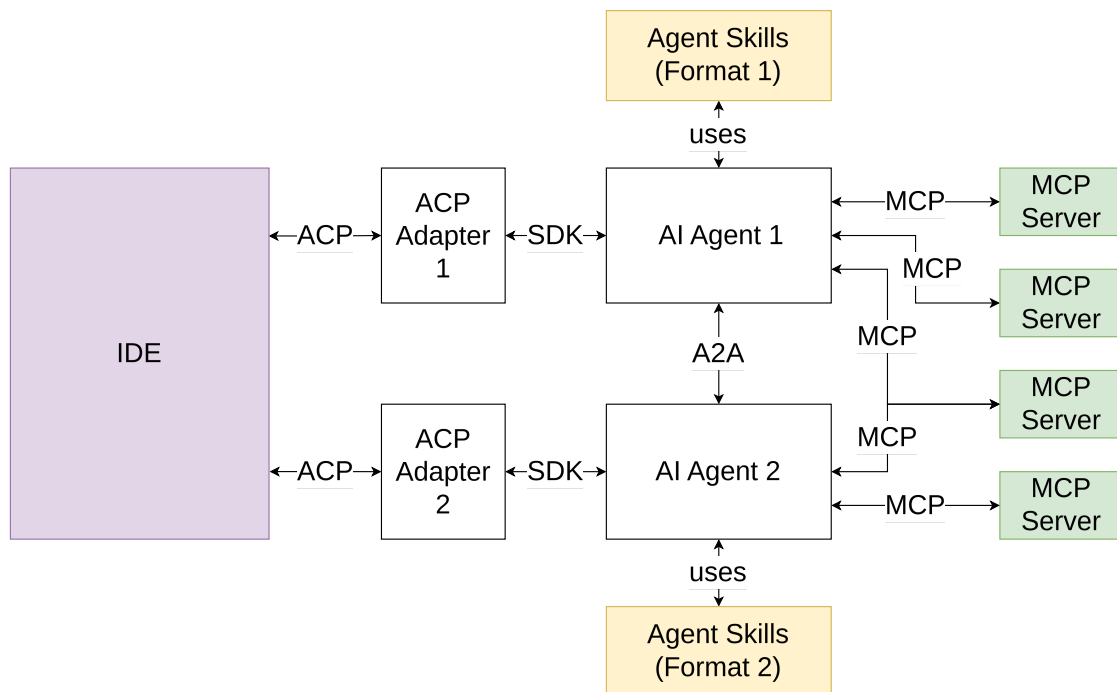 Agent Skills
(Format 1)
uses
IDE
ACP
ACP
Adapter
1
SDK
AI Agent 1
MCP
MCP
Server
MCP
MCP
Server
MCP
A2A
MCP
Server
ACP
ACP
Adapter
2
SDK
AI Agent 2
MCP
MCP
MCP
Server
uses
Agent Skills
(Format 2)